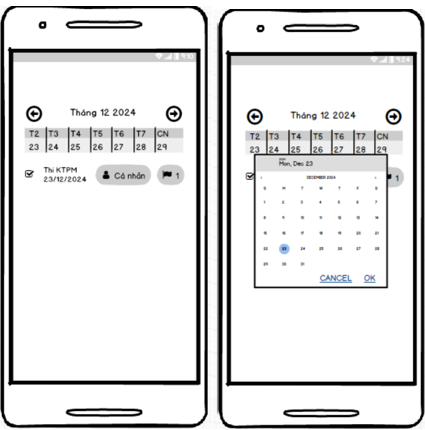 9:10
Tháng 12 2024
T2 T3 T4 T5 T6 T7 CN
23 24 25 26 27 28 29
Thi KTPM
23/12/2024
Cá nhân
1
9:24
Tháng 12 2024
T2 T3 T4 T5 T6 T7 CN
23 24 25 26 27 28 29
1
Mon, Dec 23
DECEMBER 2024
S M T W T F S
1 2 3 4 5 6 7
8 9 10 11 12 13 14
15 16 17 18 19 20 21
22 23 24 25 26 27 28
29 30 31
CANCEL OK